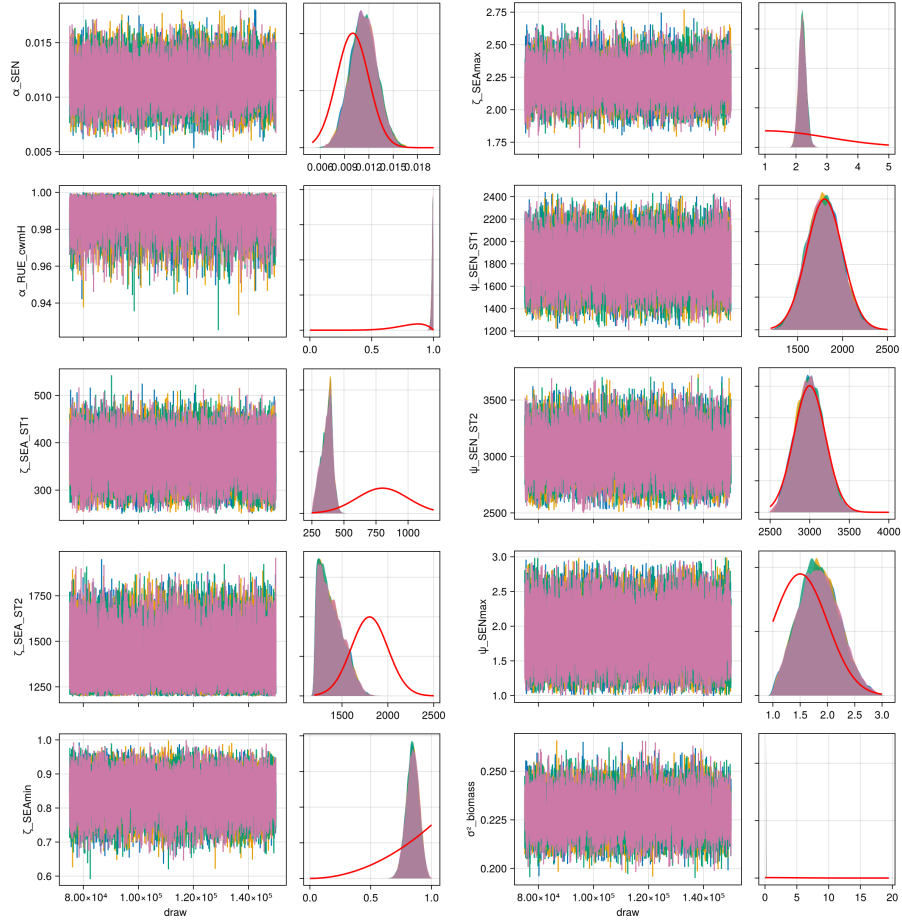 α_SEN
0.015
0.010
0.005
0.006 0.009 0.012 0.015 0.018
ζ_SEAmax
2.75
2.50
2.25
2.00
1.75
1 2 3 4 5
α_RUE_cwmH
1.00
0.98
0.96
0.94
0.0 0.5 1.0
ψ_SEN_ST1
2400
2200
2000
1800
1600
1400
1200
1500 2000 2500
ζ_SEA_ST1
500
400
300
250 500 750 1000
ψ_SEN_ST2
3500
3000
2500
2500 3000 3500 4000
ζ_SEA_ST2
1750
1500
1250
1500 2000 2500
ψ_SENmax
3.0
2.5
2.0
1.5
1.0
1.0 1.5 2.0 2.5 3.0
ζ_SEAmin
1.0
0.9
0.8
0.7
0.6
8.00×10⁴ 1.00×10⁵ 1.20×10⁵ 1.40×10⁵
draw
0.0 0.5 1.0
σ²_biomass
0.250
0.225
0.200
8.00×10⁴ 1.00×10⁵ 1.20×10⁵ 1.40×10⁵
draw
0 5 10 15 20